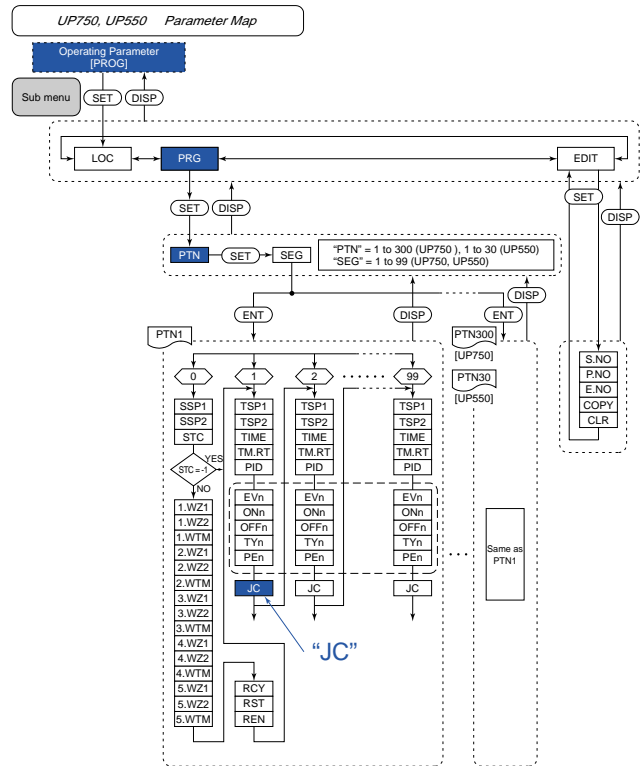 UP750, UP550 Parameter Map
Operating Parameter
[PROG]
Sub menu
SET
DISP
LOC
PRG
EDIT
SET
DISP
SET
DISP
PTN
SET
SEG
"PTN" = 1 to 300 (UP750 ), 1 to 30 (UP550)
"SEG" = 1 to 99 (UP750, UP550)
ENT
DISP
ENT
DISP
PTN1
PTN300
[UP750]
PTN30
[UP550]
S.NO
P.NO
E.NO
COPY
CLR
0
1
2
99
SSP1
SSP2
STC
STC = -1
YES
NO
1.WZ1
1.WZ2
1.WTM
2.WZ1
2.WZ2
2.WTM
3.WZ1
3.WZ2
3.WTM
4.WZ1
4.WZ2
4.WTM
5.WZ1
5.WZ2
5.WTM
RCY
RST
REN
TSP1
TSP2
TIME
TM.RT
PID
EVn
ONn
OFFn
TYn
PEn
JC
TSP1
TSP2
TIME
TM.RT
PID
EVn
ONn
OFFn
TYn
PEn
JC
TSP1
TSP2
TIME
TM.RT
PID
EVn
ONn
OFFn
TYn
PEn
JC
"JC"
Same as
PTN1